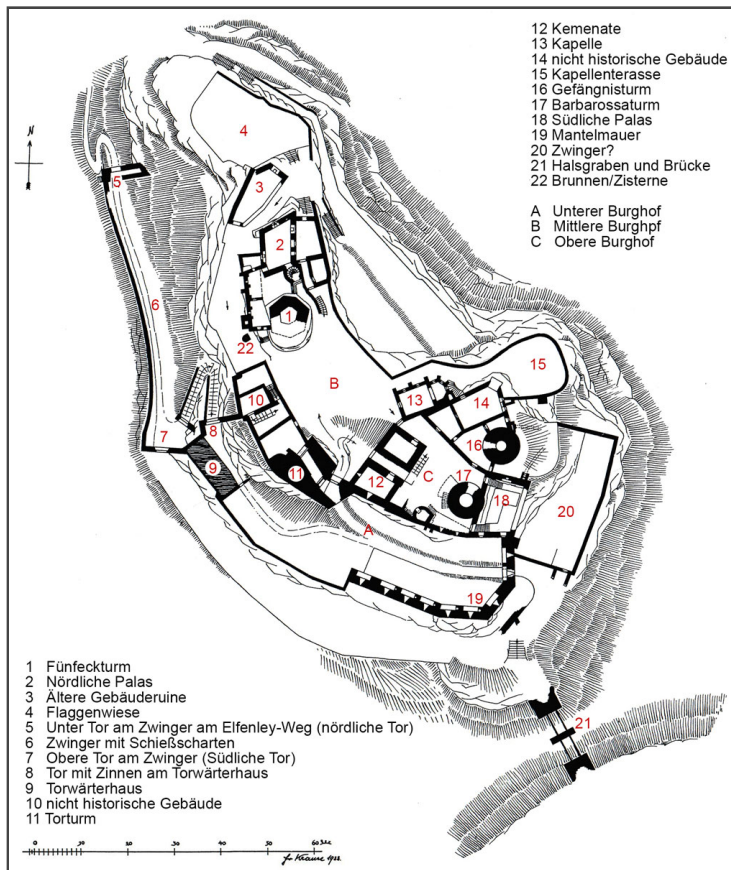 12 Kemenate
13 Kapelle
14 nicht historische Gebäude
15 Kapellenterasse
16 Gefängnisturm
17 Barbarossaturm
18 Südliche Palas
19 Mantelmauer
20 Zwinger?
21 Halsgraben und Brücke
22 Brunnen/Zisterne
A Unterer Burghof
B Mittlere Burghpf
C Obere Burghof
N
4
5
3
2
6
1
22
15
B
10
13
14
7
8
16
9
11
12
C
17
18
20
A
19
21
1 Fünfeckturm
2 Nördliche Palas
3 Ältere Gebäuderuine
4 Flaggenwiese
5 Unter Tor am Zwinger am Elfenley-Weg (nördliche Tor)
6 Zwinger mit Schießscharten
7 Obere Tor am Zwinger (Südliche Tor)
8 Tor mit Zinnen am Torwärterhaus
9 Torwärterhaus
10 nicht historische Gebäude
11 Torturm
0 10 20 30 40 50 60
Krause